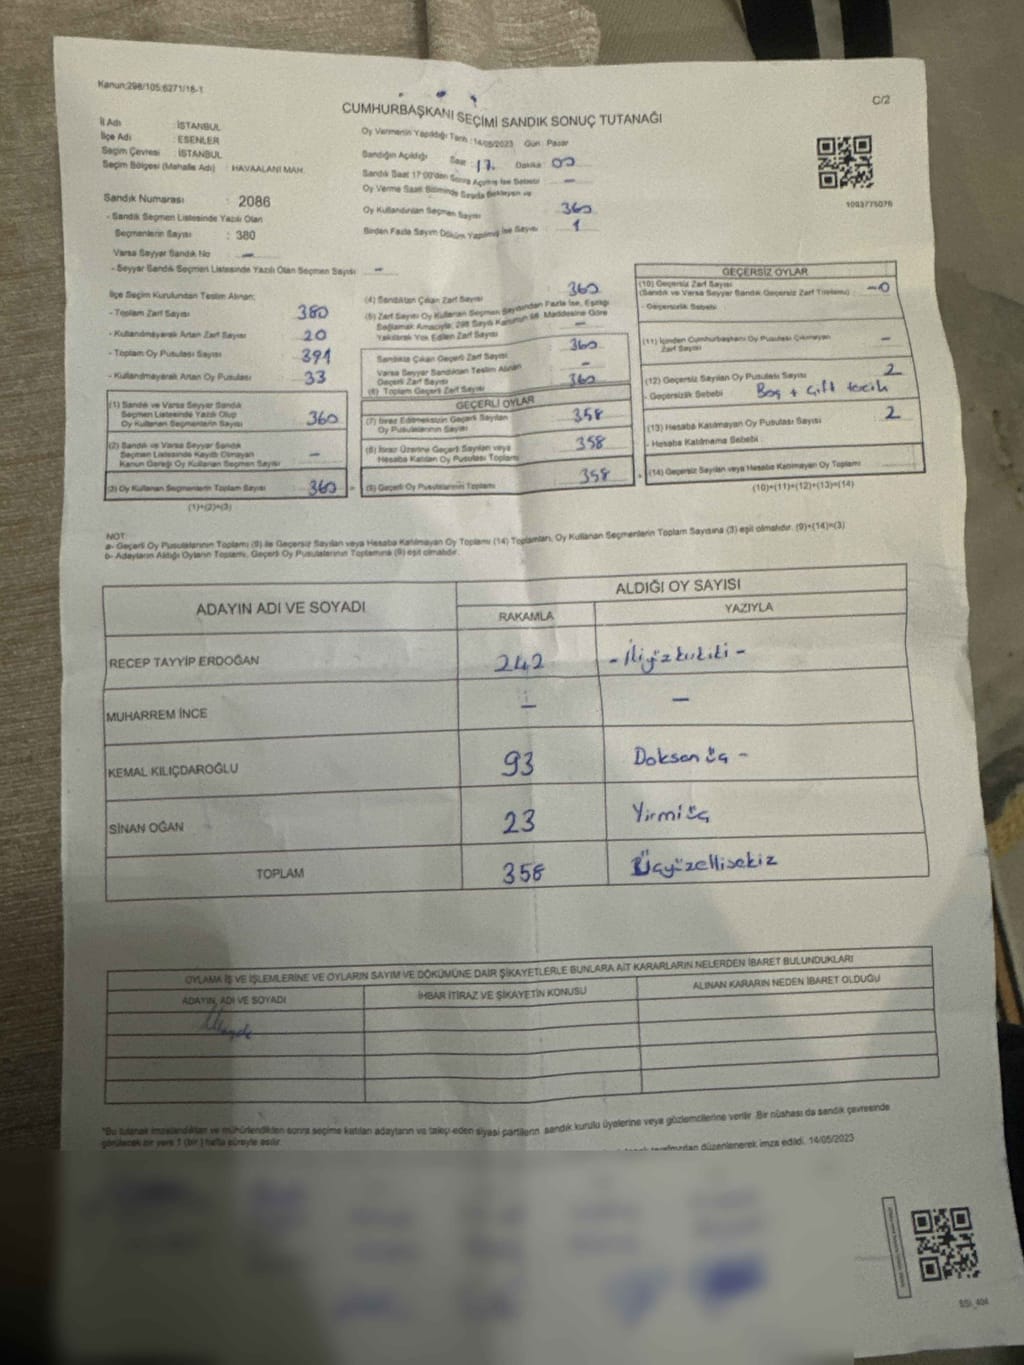 Kanun;298/105;6271/18-1
C/2
CUMHURBAŞKANI SEÇİMİ SANDIK SONUÇ TUTANAĞI
İl Adı : İSTANBUL
İlçe Adı : ESENLER
Seçim Çevresi : İSTANBUL
Seçim Bölgesi (Mahalle Adı) : HAVAALANI MAH.
Sandık Numarası : 2086
- Sandık Seçmen Listesinde Yazılı Olan
Seçmenlerin Sayısı : 380
Varsa Seyyar Sandık No —
- Seyyar Sandık Seçmen Listesinde Yazılı Olan Seçmen Sayısı —
Oy Vermenin Yapıldığı Tarih : 14/05/2023 Gün : Pazar
Sandığın Açıldığı Saat : 17. Dakika : 00
Sandık Saat 17:00'den Sonra Açılmış İse Sebebi —
Oy Verme Saati Bitiminde Sırada Bekleyen ve
Oy Kullandırılan Seçmen Sayısı 360
Birden Fazla Sayım Döküm Yapılmış İse Sayısı : 1
1093775076
İlçe Seçim Kurulundan Teslim Alınan;
- Toplam Zarf Sayısı 380
- Kullanılmayarak Artan Zarf Sayısı 20
- Toplam Oy Pusulası Sayısı 391
- Kullanılmayarak Artan Oy Pusulası 33
(1) Sandık ve Varsa Seyyar Sandık
Seçmen Listesinde Yazılı Olup
Oy Kullanan Seçmenlerin Sayısı 360
(2) Sandık ve Varsa Seyyar Sandık
Seçmen Listesinde Kayıtlı Olmayan
Kanun Gereği Oy Kullanan Seçmen Sayısı —
(3) Oy Kullanan Seçmenlerin Toplam Sayısı 360 =
(1)+(2)=(3)
(4) Sandıktan Çıkan Zarf Sayısı 360
(5) Zarf Sayısı Oy Kullanan Seçmen Sayısından Fazla İse, Eşitliği
Sağlamak Amacıyla; 298 Sayılı Kanunun 98. Maddesine Göre
Yakılarak Yok Edilen Zarf Sayısı —
Sandıkta Çıkan Geçerli Zarf Sayısı 360
Varsa Seyyar Sandıktan Teslim Alınan
Geçerli Zarf Sayısı —
(6) Toplam Geçerli Zarf Sayısı 360
GEÇERLİ OYLAR
(7) İtiraz Edilmeksizin Geçerli Sayılan
Oy Pusulalarının Sayısı 358
(8) İtiraz Üzerine Geçerli Sayılan veya
Hesaba Katılan Oy Pusulası Toplamı 358
(9) Geçerli Oy Pusulalarının Toplamı 358 +
GEÇERSİZ OYLAR
(10) Geçersiz Zarf Sayısı
(Sandık ve Varsa Seyyar Sandık Geçersiz Zarf Toplamı) —0
- Geçersizlik Sebebi :
(11) İçinden Cumhurbaşkanı Oy Pusulası Çıkmayan
Zarf Sayısı —
(12) Geçersiz Sayılan Oy Pusulası Sayısı 2
- Geçersizlik Sebebi Boş + Çift tercih
(13) Hesaba Katılmayan Oy Pusulası Sayısı 2
- Hesaba Katılmama Sebebi
(14) Geçersiz Sayılan veya Hesaba Katılmayan Oy Toplamı
(10)+(11)+(12)+(13)=(14)
NOT:
a- Geçerli Oy Pusulalarının Toplamı (9) ile Geçersiz Sayılan veya Hesaba Katılmayan Oy Toplamı (14) Toplamları, Oy Kullanan Seçmenlerin Toplam Sayısına (3) eşit olmalıdır. (9)+(14)=(3)
b- Adayların Aldığı Oyların Toplamı, Geçerli Oy Pusulalarının Toplamına (9) eşit olmalıdır.
ADAYIN ADI VE SOYADI
ALDIĞI OY SAYISI
RAKAMLA YAZIYLA
RECEP TAYYİP ERDOĞAN 242 - İkiyüzkırkiki -
MUHARREM İNCE — —
KEMAL KILIÇDAROĞLU 93 Doksanüç -
SİNAN OĞAN 23 Yirmiüç
TOPLAM 358 Üçyüzellisekiz
OYLAMA İŞ VE İŞLEMLERİNE VE OYLARIN SAYIM VE DÖKÜMÜNE DAİR ŞİKAYETLERLE BUNLARA AİT KARARLARIN NELERDEN İBARET BULUNDUKLARI
ADAYIN, ADI VE SOYADI İHBAR İTİRAZ VE ŞİKAYETİN KONUSU ALINAN KARARIN NEDEN İBARET OLDUĞU
*Bu tutanak imzalandıktan ve mühürlendikten sonra seçime katılan adayların ve talep eden siyasi partilerin sandık kurulu üyelerine veya gözlemcilerine verilir. Bir nüshası da sandık çevresinde
görülecek bir yere 1 (bir) hafta süreyle asılır.
tarafımızdan düzenlenerek imza edildi. 14/05/2023
SSI_404